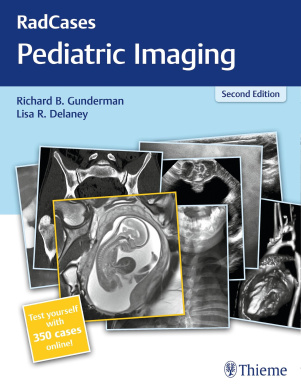 RadCases
Pediatric Imaging
Second Edition
Richard B. Gunderman
Lisa R. Delaney
Test yourself
with
350 cases
online!
Thieme